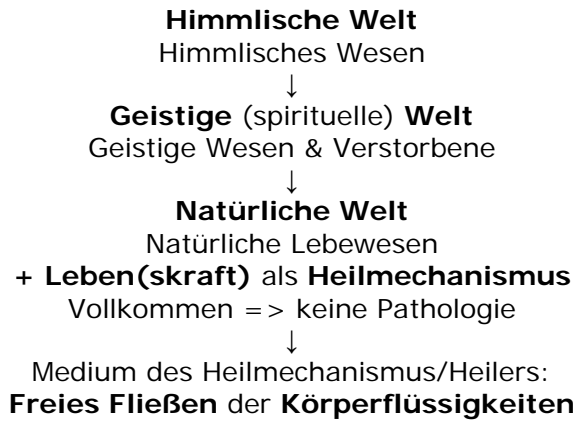 Himmlische Welt
Himmlisches Wesen
↓
Geistige (spirituelle) Welt
Geistige Wesen & Verstorbene
↓
Natürliche Welt
Natürliche Lebewesen
+ Leben(skraft) als Heilmechanismus
Vollkommen => keine Pathologie
↓
Medium des Heilmechanismus/Heilers:
Freies Fließen der Körperflüssigkeiten